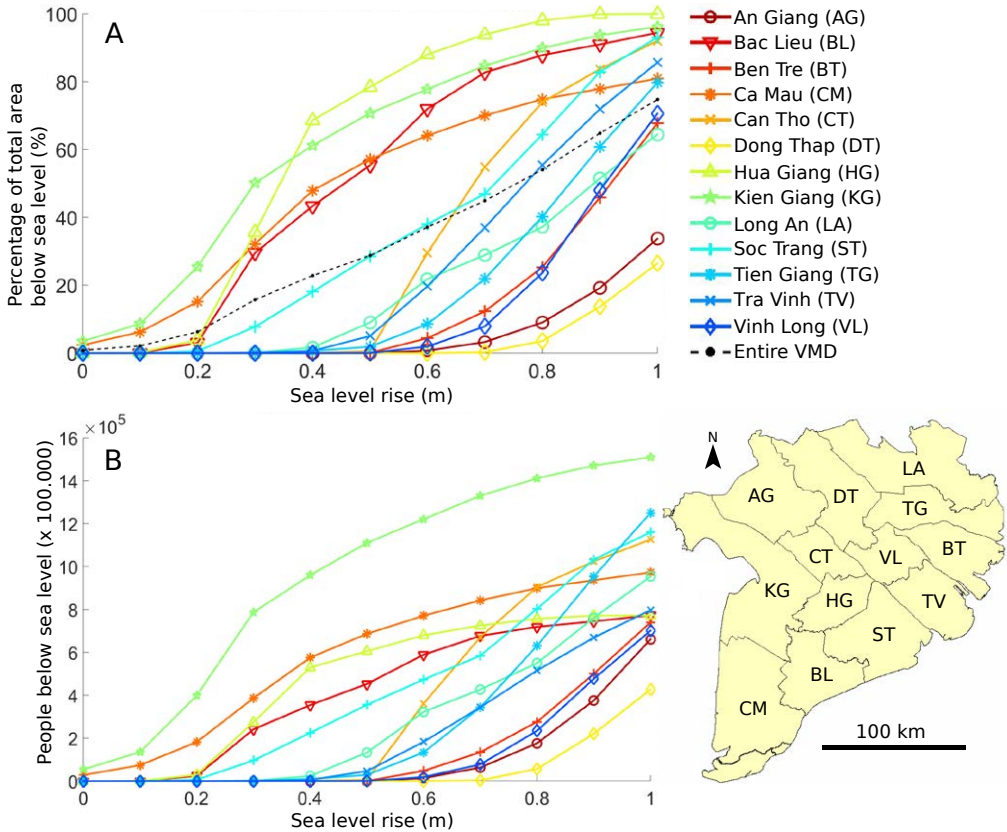 A
Percentage of total area
below sea level (%)
100
80
60
40
20
0
0
0.2
0.4
0.6
0.8
1
Sea level rise (m)
An Giang (AG)
Bac Lieu (BL)
Ben Tre (BT)
Ca Mau (CM)
Can Tho (CT)
Dong Thap (DT)
Hua Giang (HG)
Kien Giang (KG)
Long An (LA)
Soc Trang (ST)
Tien Giang (TG)
Tra Vinh (TV)
Vinh Long (VL)
Entire VMD
× 10^5
B
People below sea level (x 100.000)
16
14
12
10
8
6
4
2
0
0
0.2
0.4
0.6
0.8
1
Sea level rise (m)
N
LA
AG
DT
TG
CT
VL
BT
KG
HG
TV
ST
BL
CM
100 km